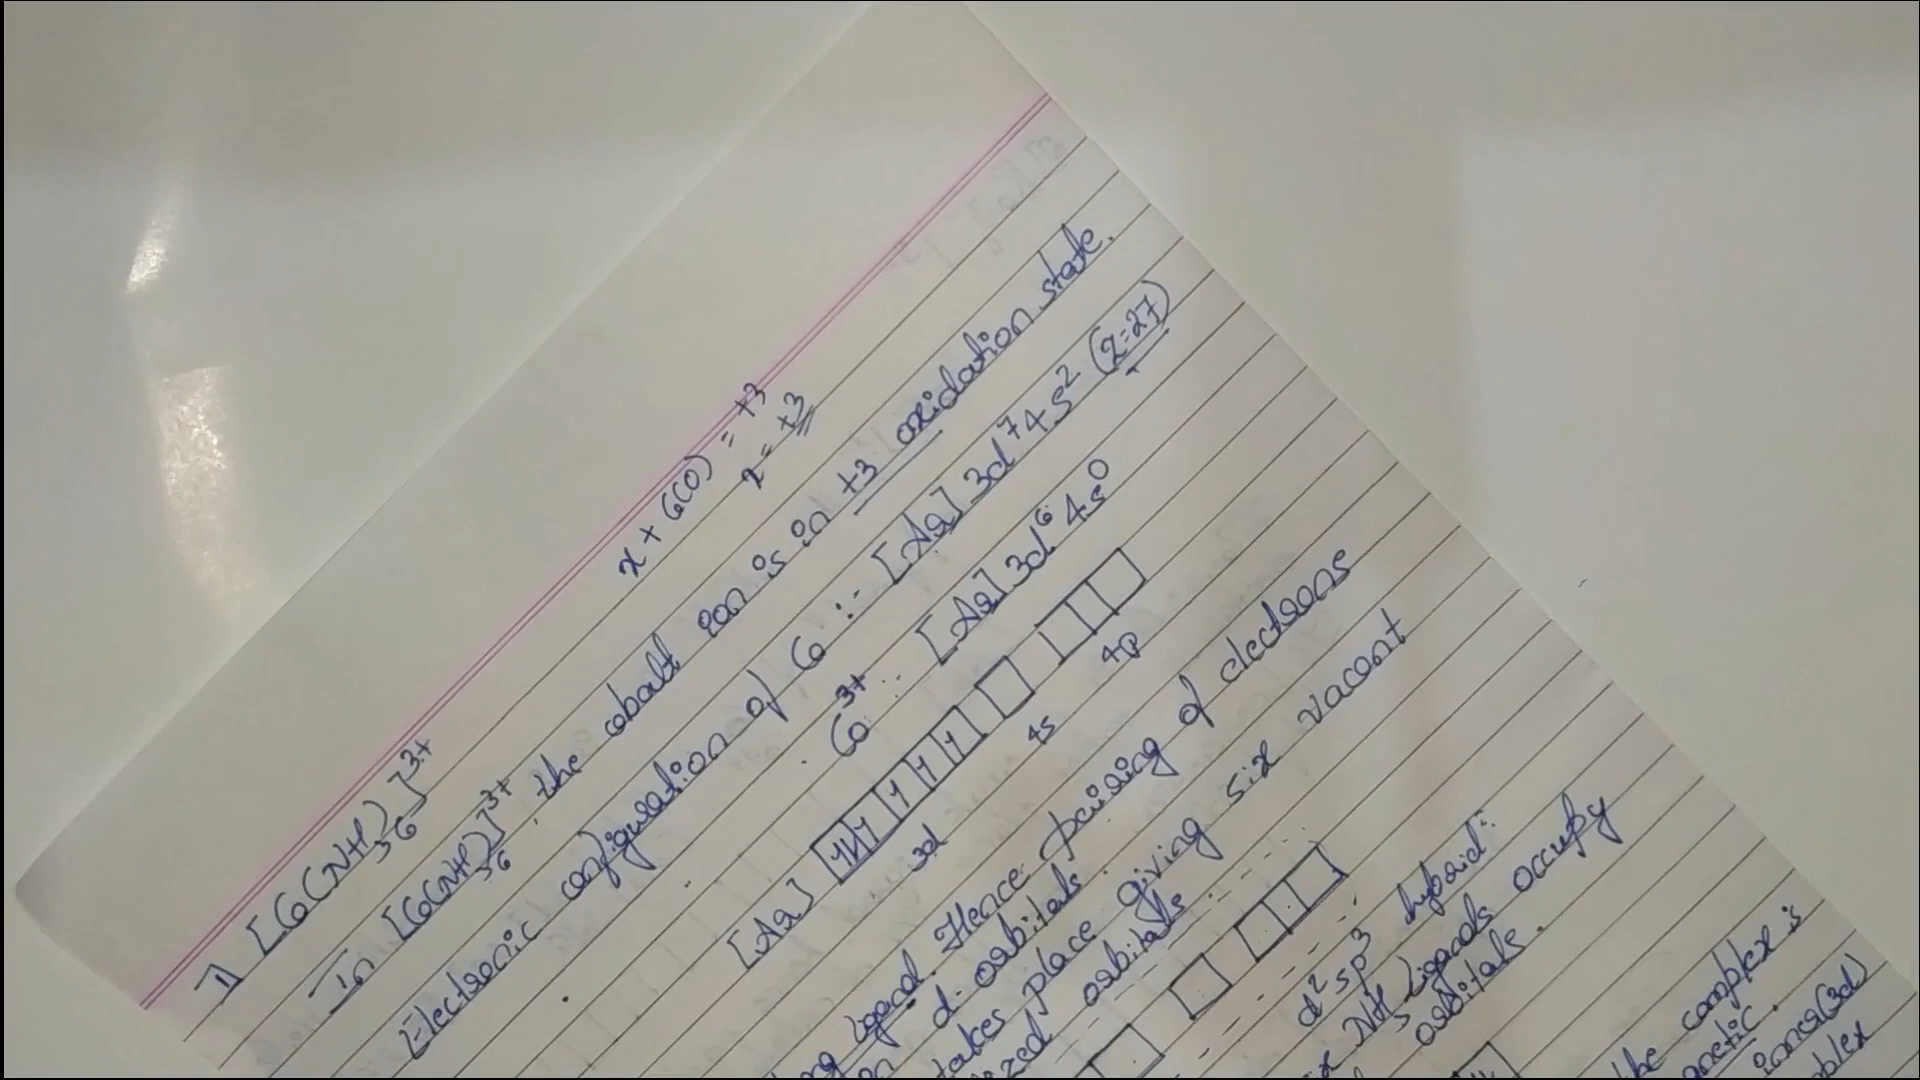 1) [Co(NH3)6]3+
x + 6(0) = +3
x = +3
In [Co(NH3)6]3+, the cobalt ion is in +3 oxidation state.
Electronic configuration of Co :- [Ar] 3d7 4s2 (Z=27)
Co3+ :- [Ar] 3d6 4s0
[Ar]
3d 4s 4p
ligand. Hence pairing of electrons
d-orbitals.
takes place giving six vacant
orbitals
d2sp3 hybrid:
NH3 ligands occupy
orbitals.
the complex is
inner(3d)